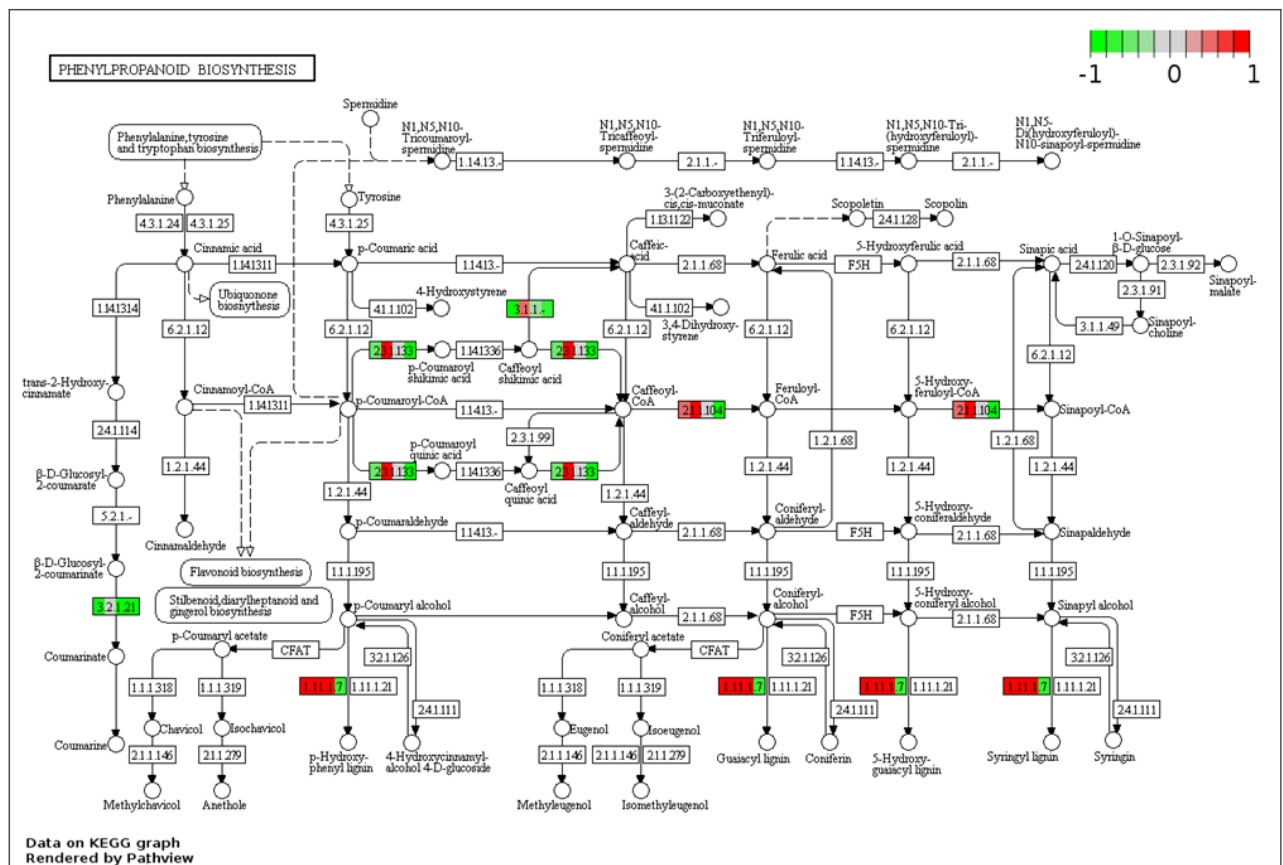 -1 0 1
PHENYLPROPANOID BIOSYNTHESIS
Spermidine
Phenylalanine,tyrosine
and tryptophan biosynthesis
N1,N5,N10-
Tricoumaroyl-
spermidine
1.14.13.-
N1,N5,N10-
Tricaffeoyl-
spermidine
2.1.1.-
N1,N5,N10-
Triferuloyl-
spermidine
1.14.13.-
N1,N5,N10-Tri-
(hydroxyferuloyl)-
spermidine
2.1.1.-
N1,N5-
Di(hydroxyferuloyl)-
N10-sinapoyl-spermidine
Phenylalanine
Tyrosine
4.3.1.24
4.3.1.25
4.3.1.25
3-(2-Carboxyethenyl)-
cis,cis-muconate
1.13.11.22
Scopoletin
2.4.1.128
Scopolin
Cinnamic acid
1.14.13.11
p-Coumaric acid
1.14.13.-
Caffeic acid
2.1.1.68
Ferulic acid
F5H
5-Hydroxyferulic acid
2.1.1.68
Sinapic acid
2.4.1.120
1-O-Sinapoyl-
β-D-glucose
2.3.1.92
Sinapoyl-
malate
Ubiquonone
biosnythesis
1.14.13.14
4.1.1.102
4-Hydroxystyrene
3.1.1.-
4.1.1.102
3,4-Dihydroxy-
styrene
2.3.1.91
3.1.1.49
Sinapoyl-
choline
6.2.1.12
6.2.1.12
6.2.1.12
6.2.1.12
6.2.1.12
6.2.1.12
2.3.1.133
p-Coumaroyl
shikimic acid
1.14.13.36
Caffeoyl
shikimic acid
2.3.1.133
trans-2-Hydroxy-
cinnamate
Cinnamoyl-CoA
1.14.13.11
p-Coumaroyl-CoA
1.14.13.-
Caffeoyl-
CoA
2.1.1.104
Feruloyl-
CoA
5-Hydroxy-
feruloyl-CoA
2.1.1.104
Sinapoyl-CoA
2.4.1.114
2.3.1.99
1.2.1.68
1.2.1.68
β-D-Glucosyl-
2-coumarate
1.2.1.44
2.3.1.133
p-Coumaroyl
quinic acid
1.14.13.36
Caffeoyl
quinic acid
2.3.1.133
1.2.1.44
1.2.1.44
1.2.1.44
1.2.1.44
1.2.1.44
5.2.1.-
Cinnamaldehyde
p-Coumaraldehyde
1.14.13.-
Caffeyl-
aldehyde
2.1.1.68
Coniferyl-
aldehyde
F5H
5-Hydroxy-
coniferaldehyde
2.1.1.68
Sinapaldehyde
β-D-Glucosyl-
2-coumarinate
Flavonoid biosynthesis
Stilbenoid,diarylheptanoid and
gingerol biosynthesis
1.1.1.195
1.1.1.195
1.1.1.195
1.1.1.195
1.1.1.195
3.2.1.21
p-Coumaryl alcohol
Caffeyl-
alcohol
2.1.1.68
Coniferyl-
alcohol
F5H
5-Hydroxy-
coniferyl alcohol
2.1.1.68
Sinapyl alcohol
Coumarinate
p-Coumaryl acetate
CFAT
Coniferyl acetate
CFAT
3.2.1.126
3.2.1.126
3.2.1.126
1.1.1.318
1.1.1.319
1.11.1.7
1.11.1.21
1.1.1.318
1.1.1.319
1.11.1.7
1.11.1.21
1.11.1.7
1.11.1.21
1.11.1.7
1.11.1.21
2.4.1.111
2.4.1.111
2.4.1.111
Chavicol
Isochavicol
Eugenol
Isoeugenol
Coumarine
2.1.1.146
2.1.1.279
p-Hydroxy-
phenyl lignin
4-Hydroxycinnamyl-
alcohol 4-D-glucoside
2.1.1.146
2.1.1.279
Guaiacyl lignin
Coniferin
5-Hydroxy-
guaiacyl lignin
Syringyl lignin
Syringin
Methylchavicol
Anethole
Methyleugenol
Isomethyleugenol
Data on KEGG graph
Rendered by Pathview